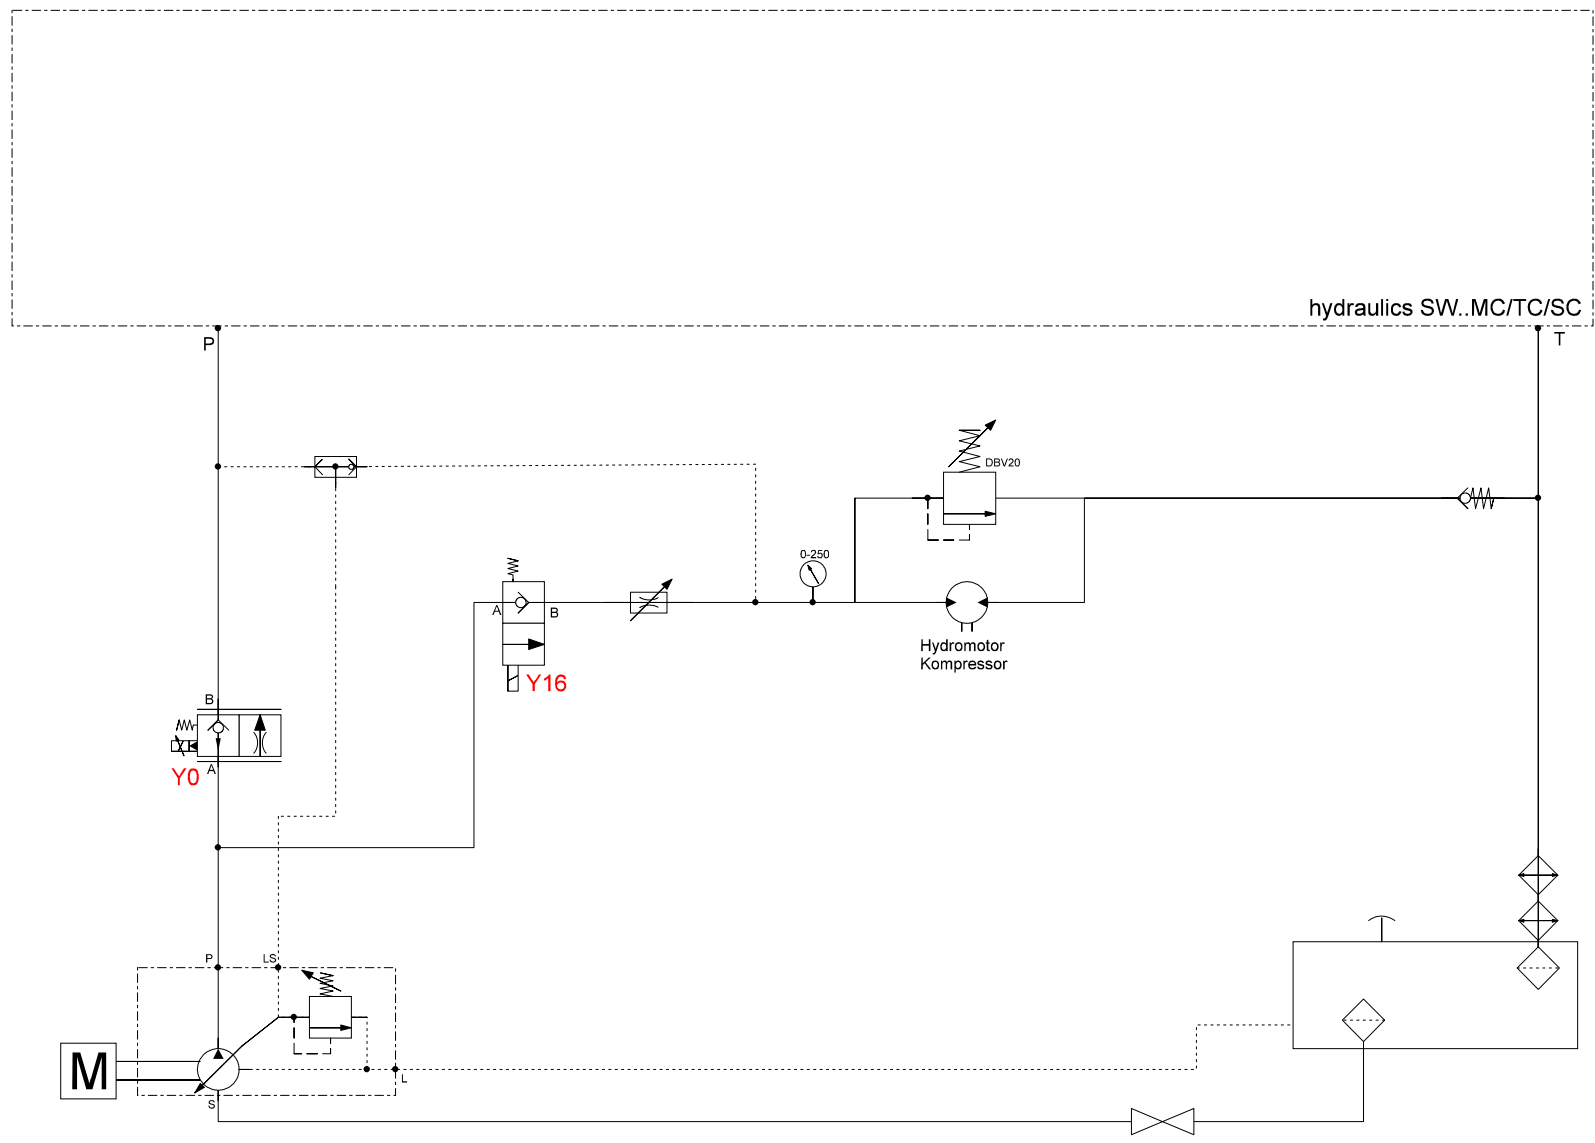 hydraulics SW..MC/TC/SC
P
T
DBV20
0-250
A
B
Hydromotor
Kompressor
Y16
B
Y0
A
P
LS
M
L
S